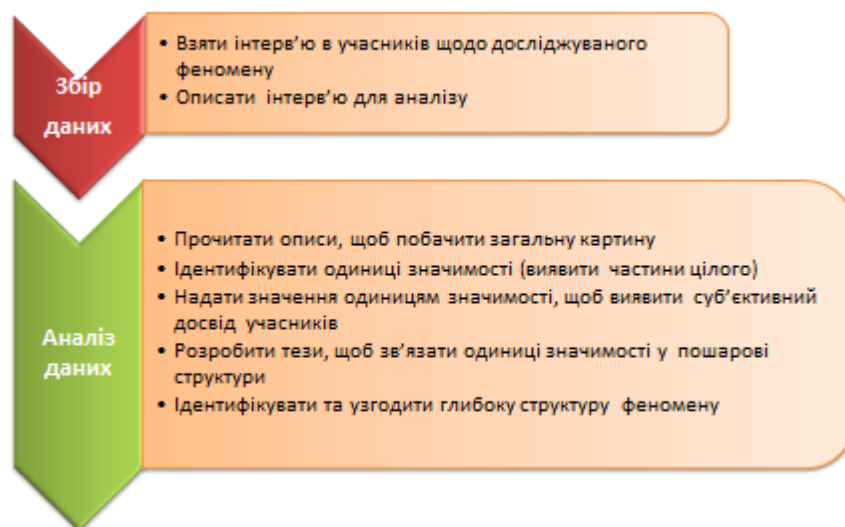 Збір
даних
• Взяти інтерв'ю в учасників щодо досліджуваного
феномену
• Описати інтерв'ю для аналізу
Аналіз
даних
• Прочитати описи, щоб побачити загальну картину
• Ідентифікувати одиниці значимості (виявити частини цілого)
• Надати значення одиницям значимості, щоб виявити суб'єктивний
досвід учасників
• Розробити тези, щоб зв'язати одиниці значимості у пошарові
структури
• Ідентифікувати та узгодити глибоку структуру феномену